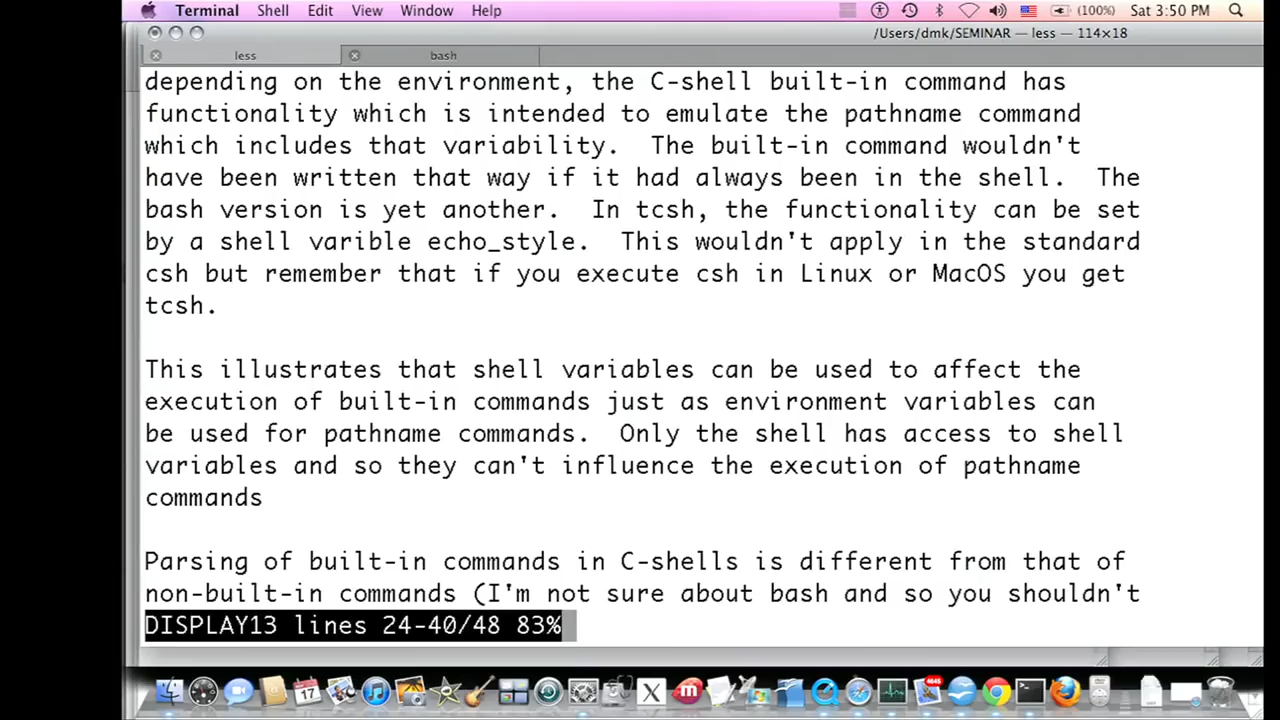 Terminal Shell Edit View Window Help (100%) Sat 3:50 PM
/Users/dmk/SEMINAR — less — 114×18
less bash
depending on the environment, the C-shell built-in command has
functionality which is intended to emulate the pathname command
which includes that variability.  The built-in command wouldn't
have been written that way if it had always been in the shell.  The
bash version is yet another.  In tcsh, the functionality can be set
by a shell varible echo_style.  This wouldn't apply in the standard
csh but remember that if you execute csh in Linux or MacOS you get
tcsh.
This illustrates that shell variables can be used to affect the
execution of built-in commands just as environment variables can
be used for pathname commands.  Only the shell has access to shell
variables and so they can't influence the execution of pathname
commands
Parsing of built-in commands in C-shells is different from that of
non-built-in commands (I'm not sure about bash and so you shouldn't
DISPLAY13 lines 24-40/48 83%
17